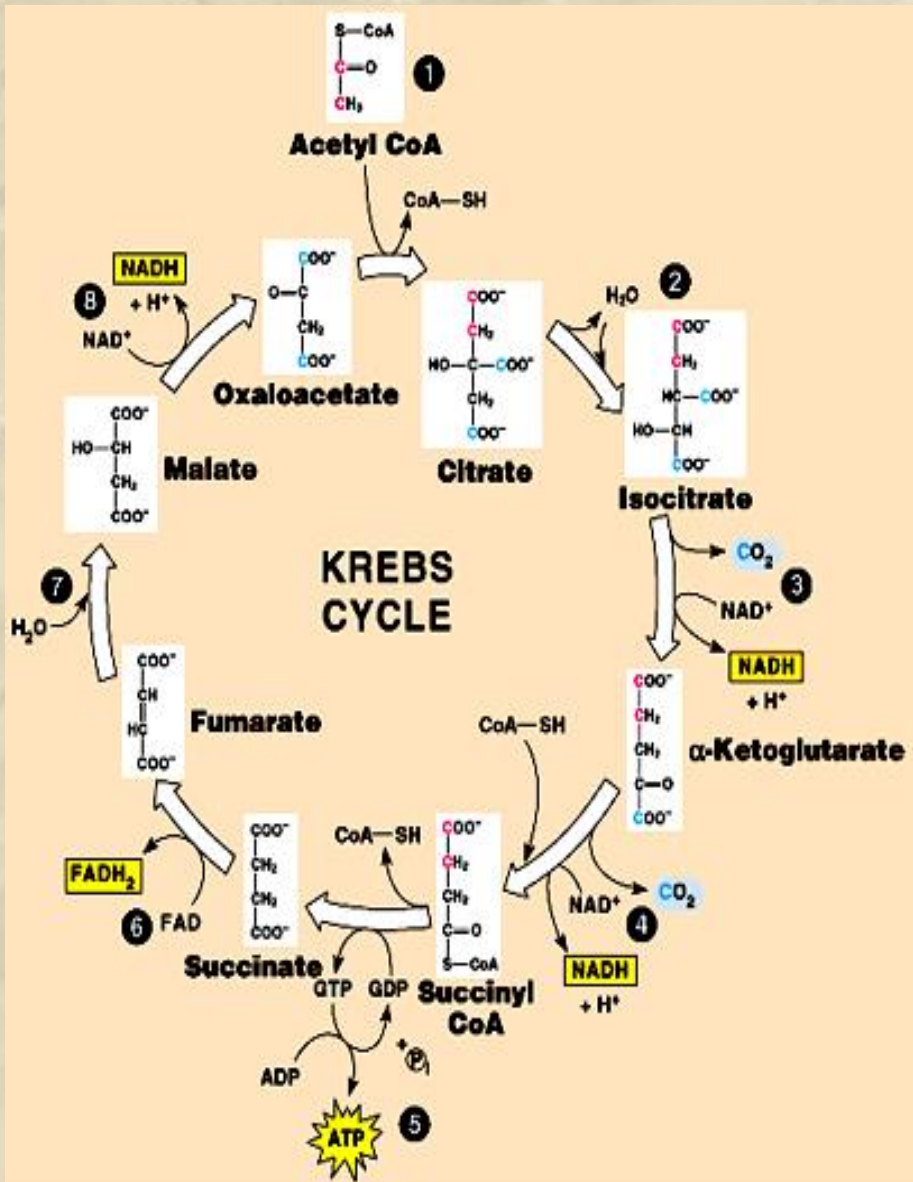 S—CoA
C=O
CH₃
1
Acetyl CoA
CoA—SH
NADH
+ H⁺
8
NAD⁺
COO⁻
O—C
CH₂
COO⁻
Oxaloacetate
COO⁻
CH₂
HO—C—COO⁻
CH₂
COO⁻
Citrate
H₂O
2
COO⁻
CH₂
HC—COO⁻
HO—CH
COO⁻
Isocitrate
COO⁻
HO—CH
CH₂
COO⁻
Malate
KREBS
CYCLE
CO₂
3
NAD⁺
NADH
+ H⁺
7
H₂O
COO⁻
CH
HC
COO⁻
Fumarate
COO⁻
CH₂
CH₂
C—O
COO⁻
α-Ketoglutarate
CoA—SH
CoA—SH
FADH₂
6
FAD
COO⁻
CH₂
CH₂
COO⁻
Succinate
COO⁻
CH₂
CH₂
C=O
S—CoA
Succinyl
CoA
NAD⁺
4
CO₂
NADH
+ H⁺
GTP
GDP
+ P i
ADP
ATP
5